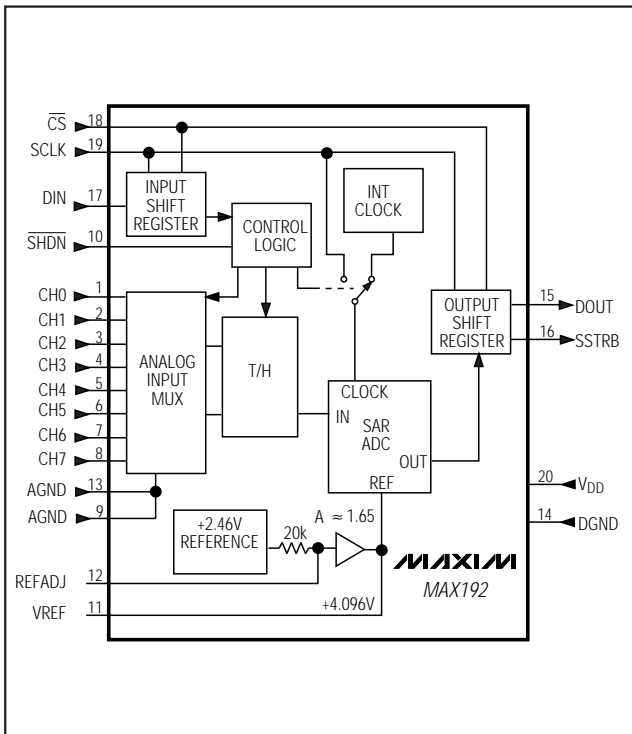 CS 18
SCLK 19
DIN 17
SHDN 10
CH0 1
CH1 2
CH2 3
CH3 4
CH4 5
CH5 6
CH6 7
CH7 8
AGND 13
AGND 9
REFADJ 12
VREF 11
INPUT
SHIFT
REGISTER
CONTROL
LOGIC
INT
CLOCK
ANALOG
INPUT
MUX
T/H
CLOCK
IN
SAR
ADC
OUT
REF
OUTPUT
SHIFT
REGISTER
15 DOUT
16 SSTRB
20 VDD
14 DGND
+2.46V
REFERENCE
20k
A ≈ 1.65
+4.096V
MAXIM
MAX192